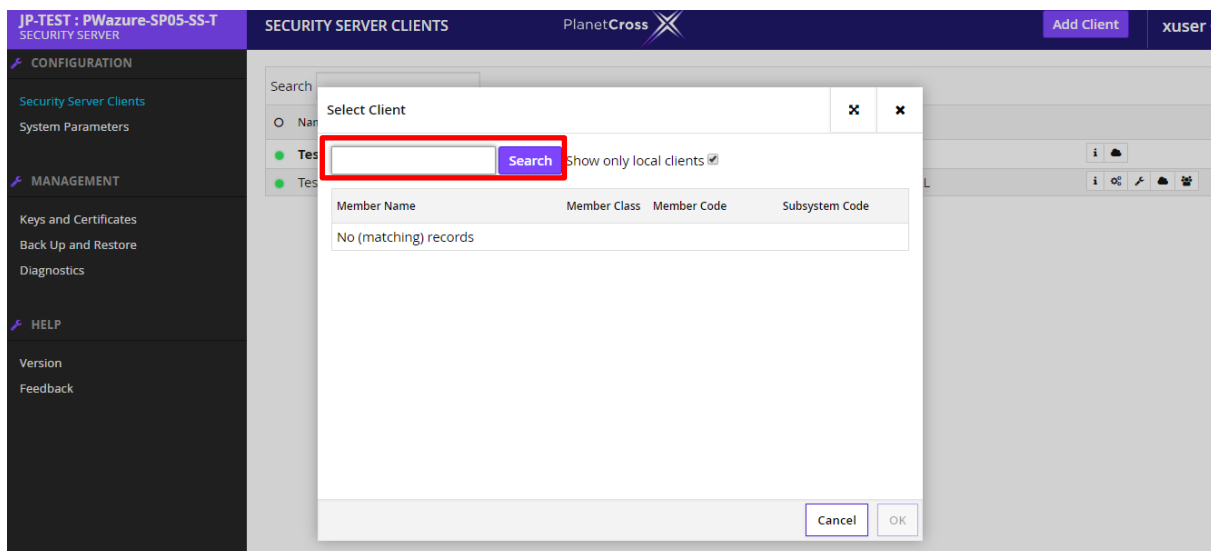 JP-TEST : PWazure-SP05-SS-T
SECURITY SERVER
SECURITY SERVER CLIENTS
PlanetCross
Add Client
xuser
CONFIGURATION
Security Server Clients
System Parameters
MANAGEMENT
Keys and Certificates
Back Up and Restore
Diagnostics
HELP
Version
Feedback
Search
Select Client
Search
Show only local clients
Member Name Member Class Member Code Subsystem Code
No (matching) records
Cancel OK